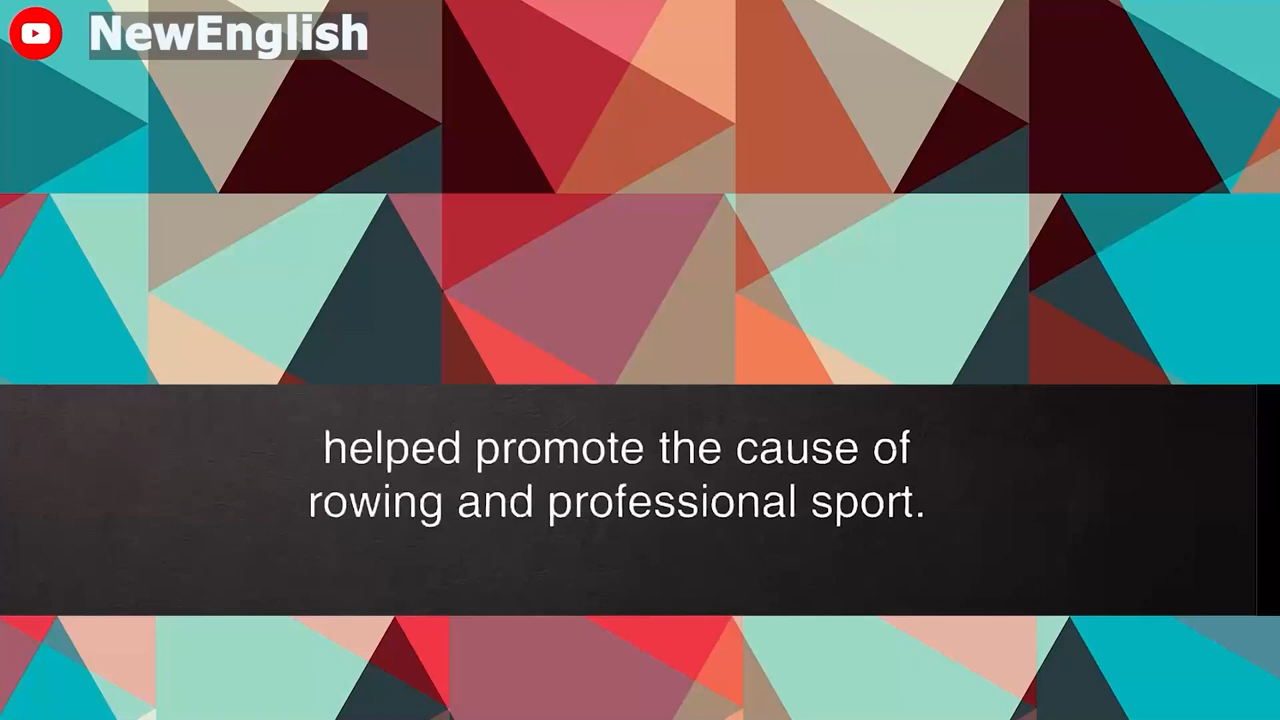 NewEnglish
helped promote the cause of
rowing and professional sport.